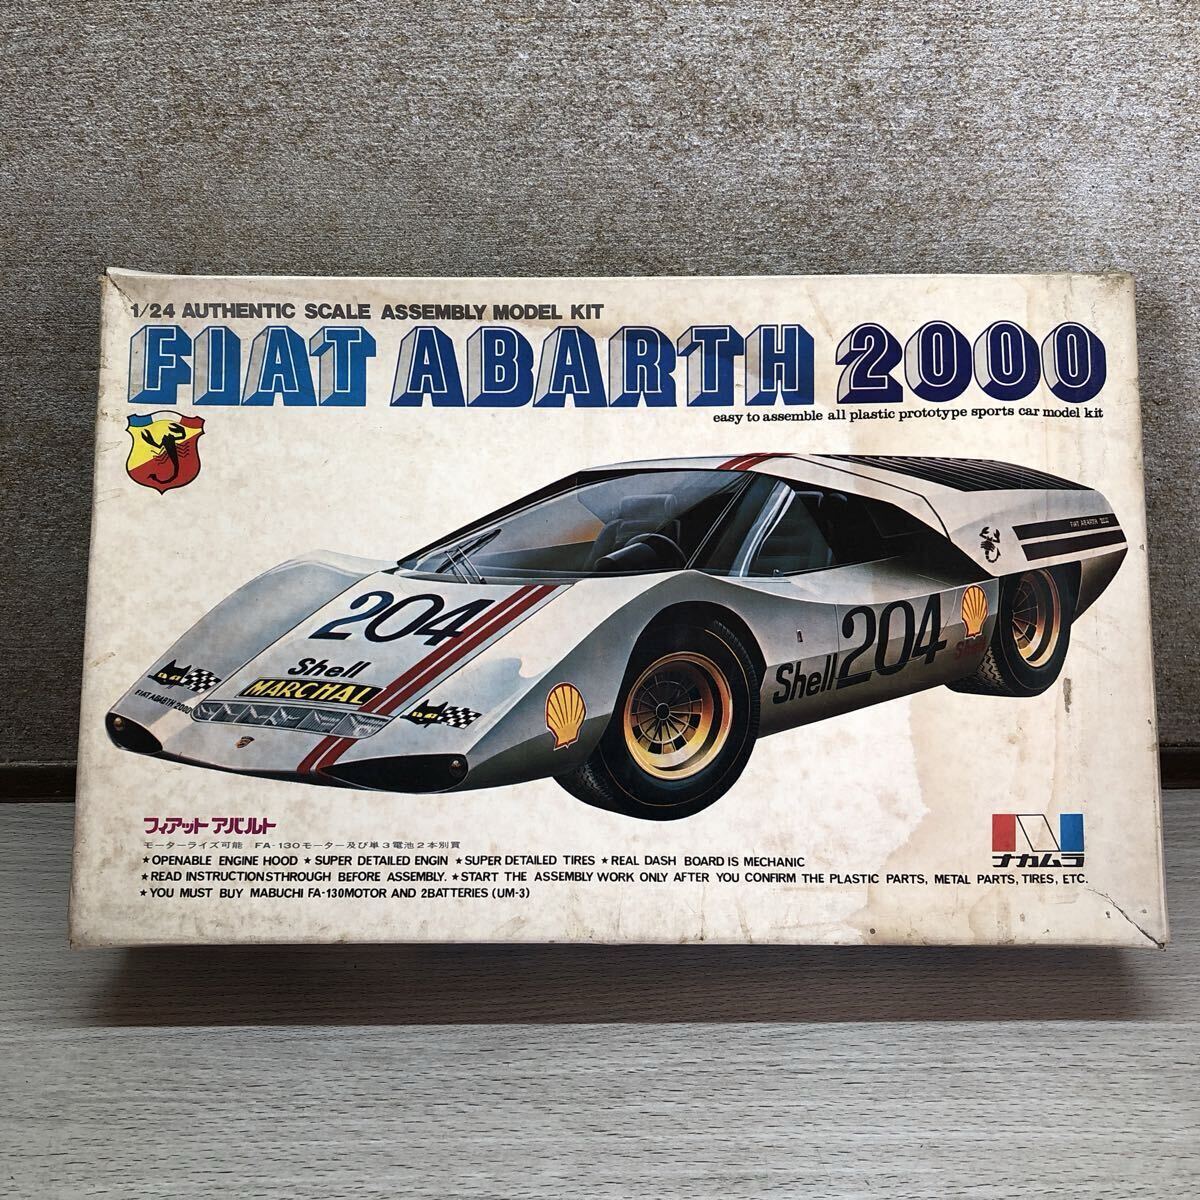 1/24 AUTHENTIC SCALE ASSEMBLY MODEL KIT
FIAT ABARTH 2000
easy to assemble all plastic prototype sports car model kit
FIAT ABARTH
204
Shell
MARCHAL
FIAT ABARTH 2000
Shell 204
Shell
フィアット アバルト
モーターライズ可能 FA-130モーター及び単3電池2本別買
★OPENABLE ENGINE HOOD ★SUPER DETAILED ENGIN ★SUPER DETAILED TIRES ★REAL DASH BOARD IS MECHANIC
★READ INSTRUCTIONSTHROUGH BEFORE ASSEMBLY. ★START THE ASSEMBLY WORK ONLY AFTER YOU CONFIRM THE PLASTIC PARTS, METAL PARTS, TIRES, ETC.
★YOU MUST BUY MABUCHI FA-130MOTOR AND 2BATTERIES (UM-3)
ナカムラ